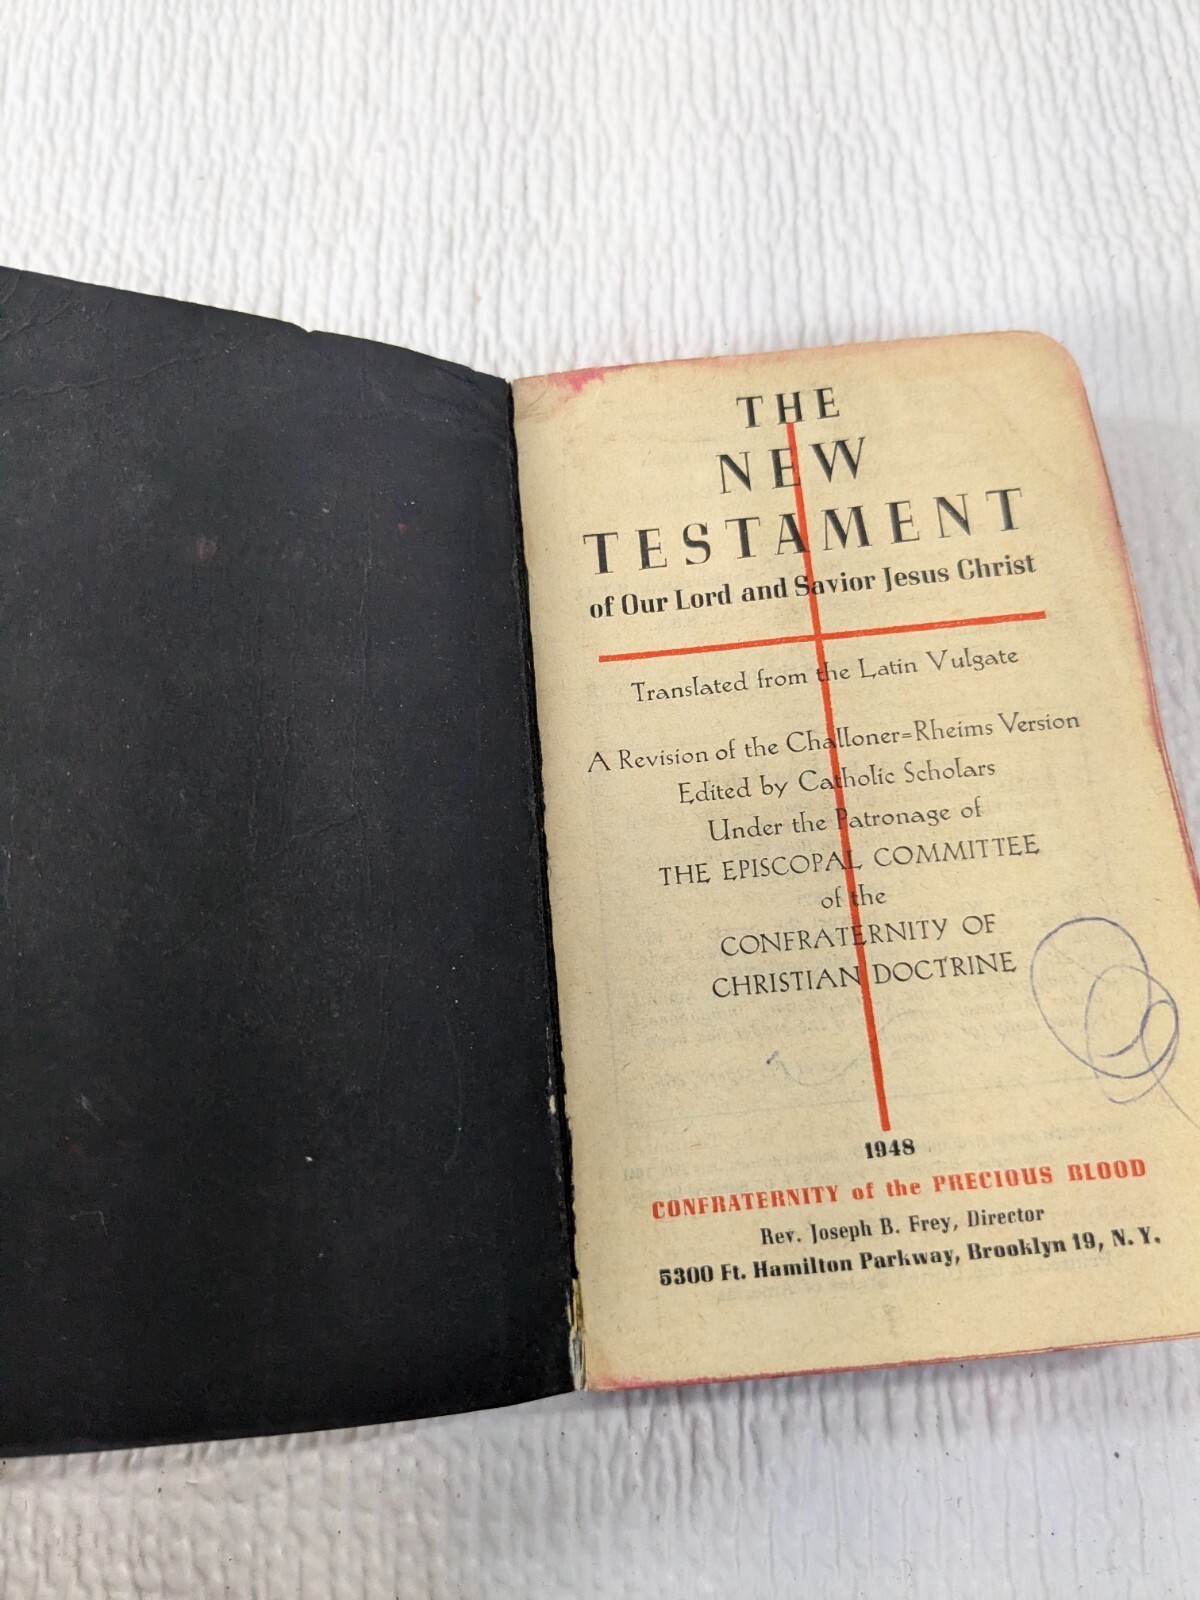 THE
NEW
TESTAMENT
of Our Lord and Savior Jesus Christ
Translated from the Latin Vulgate
A Revision of the Challoner=Rheims Version
Edited by Catholic Scholars
Under the Patronage of
THE EPISCOPAL COMMITTEE
of the
CONFRATERNITY OF
CHRISTIAN DOCTRINE
1948
CONFRATERNITY of the PRECIOUS BLOOD
Rev. Joseph B. Frey, Director
5300 Ft. Hamilton Parkway, Brooklyn 19, N. Y.